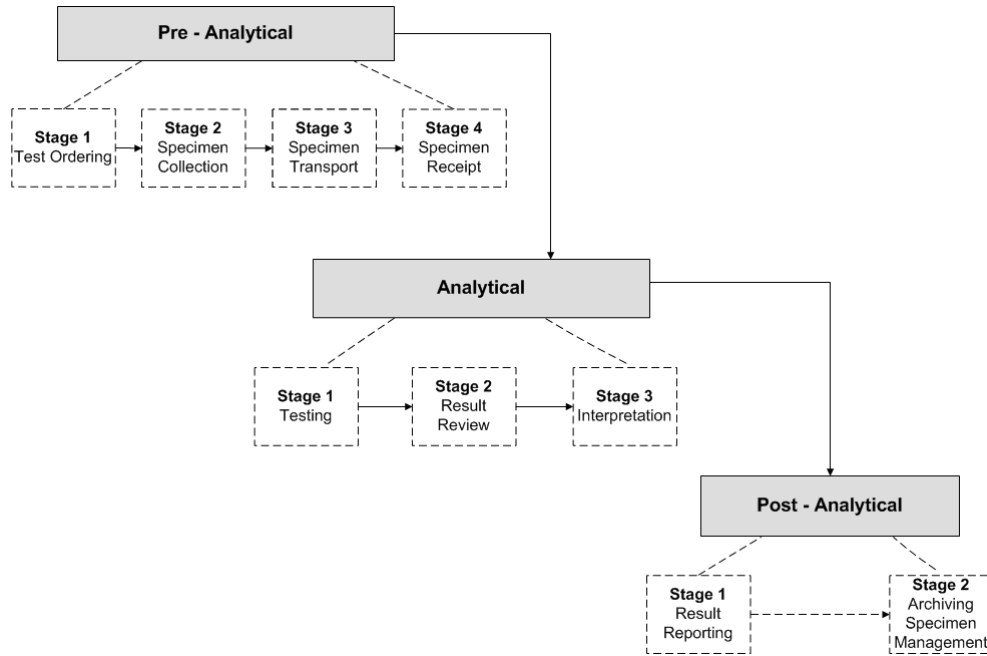 Pre - Analytical
Stage 1
Test Ordering
Stage 2
Specimen
Collection
Stage 3
Specimen
Transport
Stage 4
Specimen
Receipt
Analytical
Stage 1
Testing
Stage 2
Result
Review
Stage 3
Interpretation
Post - Analytical
Stage 1
Result
Reporting
Stage 2
Archiving
Specimen
Management